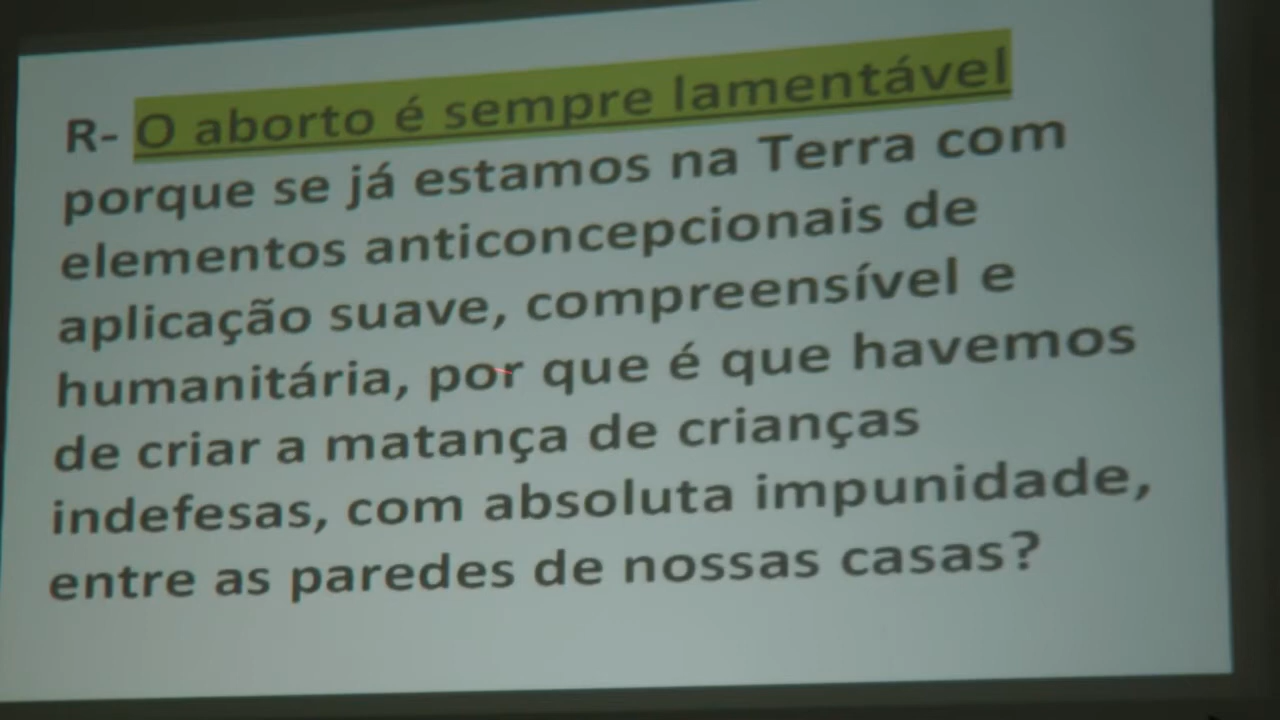 R- O aborto é sempre lamentável
porque se já estamos na Terra com
elementos anticoncepcionais de
aplicação suave, compreensível e
humanitária, por que é que havemos
de criar a matança de crianças
indefesas, com absoluta impunidade,
entre as paredes de nossas casas?